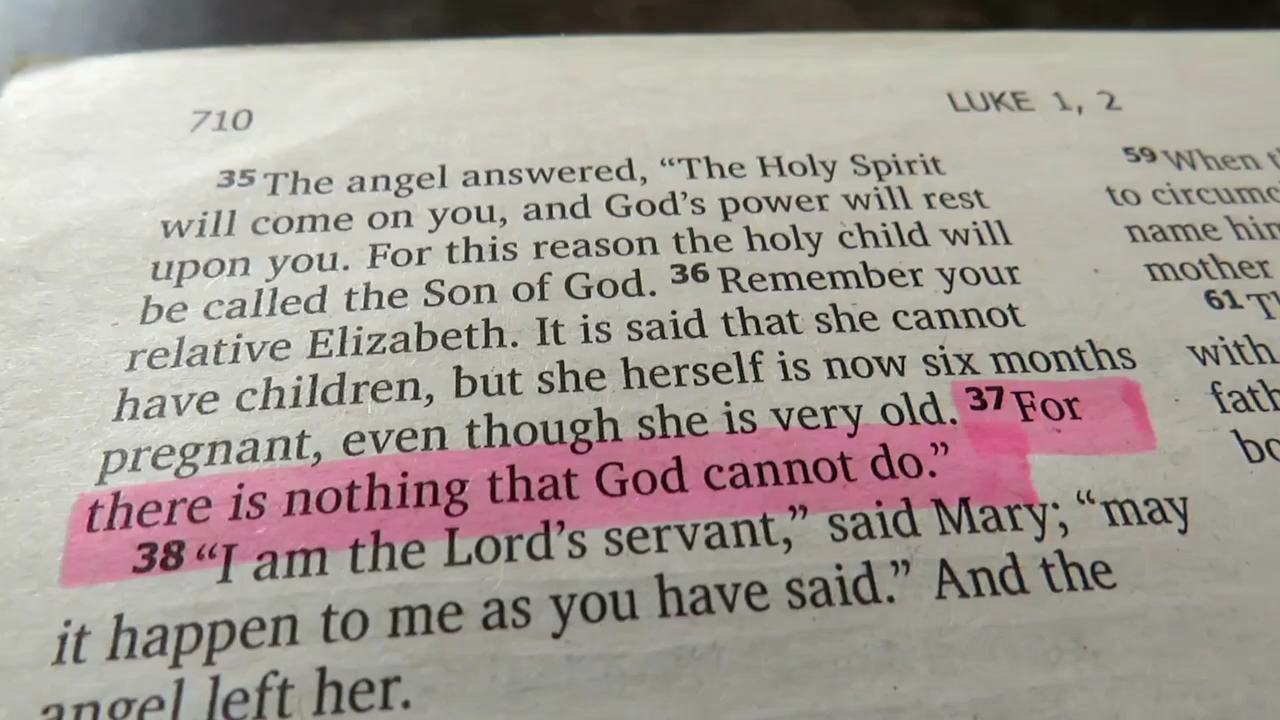 710
LUKE 1, 2
35 The angel answered, “The Holy Spirit
will come on you, and God’s power will rest
upon you. For this reason the holy child will
be called the Son of God. 36 Remember your
relative Elizabeth. It is said that she cannot
have children, but she herself is now six months
pregnant, even though she is very old. 37 For
there is nothing that God cannot do.”
38 “I am the Lord’s servant,” said Mary; “may
it happen to me as you have said.” And the
angel left her.
59 When
to circumc
name
mother
61
with
fath